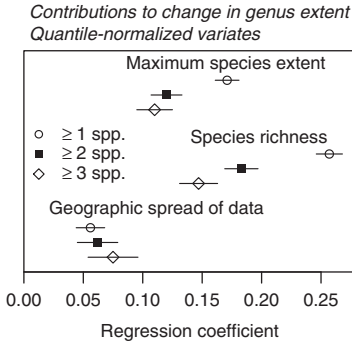 Contributions to change in genus extent
Quantile-normalized variates
Maximum species extent
Species richness
≥ 1 spp.
≥ 2 spp.
≥ 3 spp.
Geographic spread of data
0.00 0.05 0.10 0.15 0.20 0.25
Regression coefficient